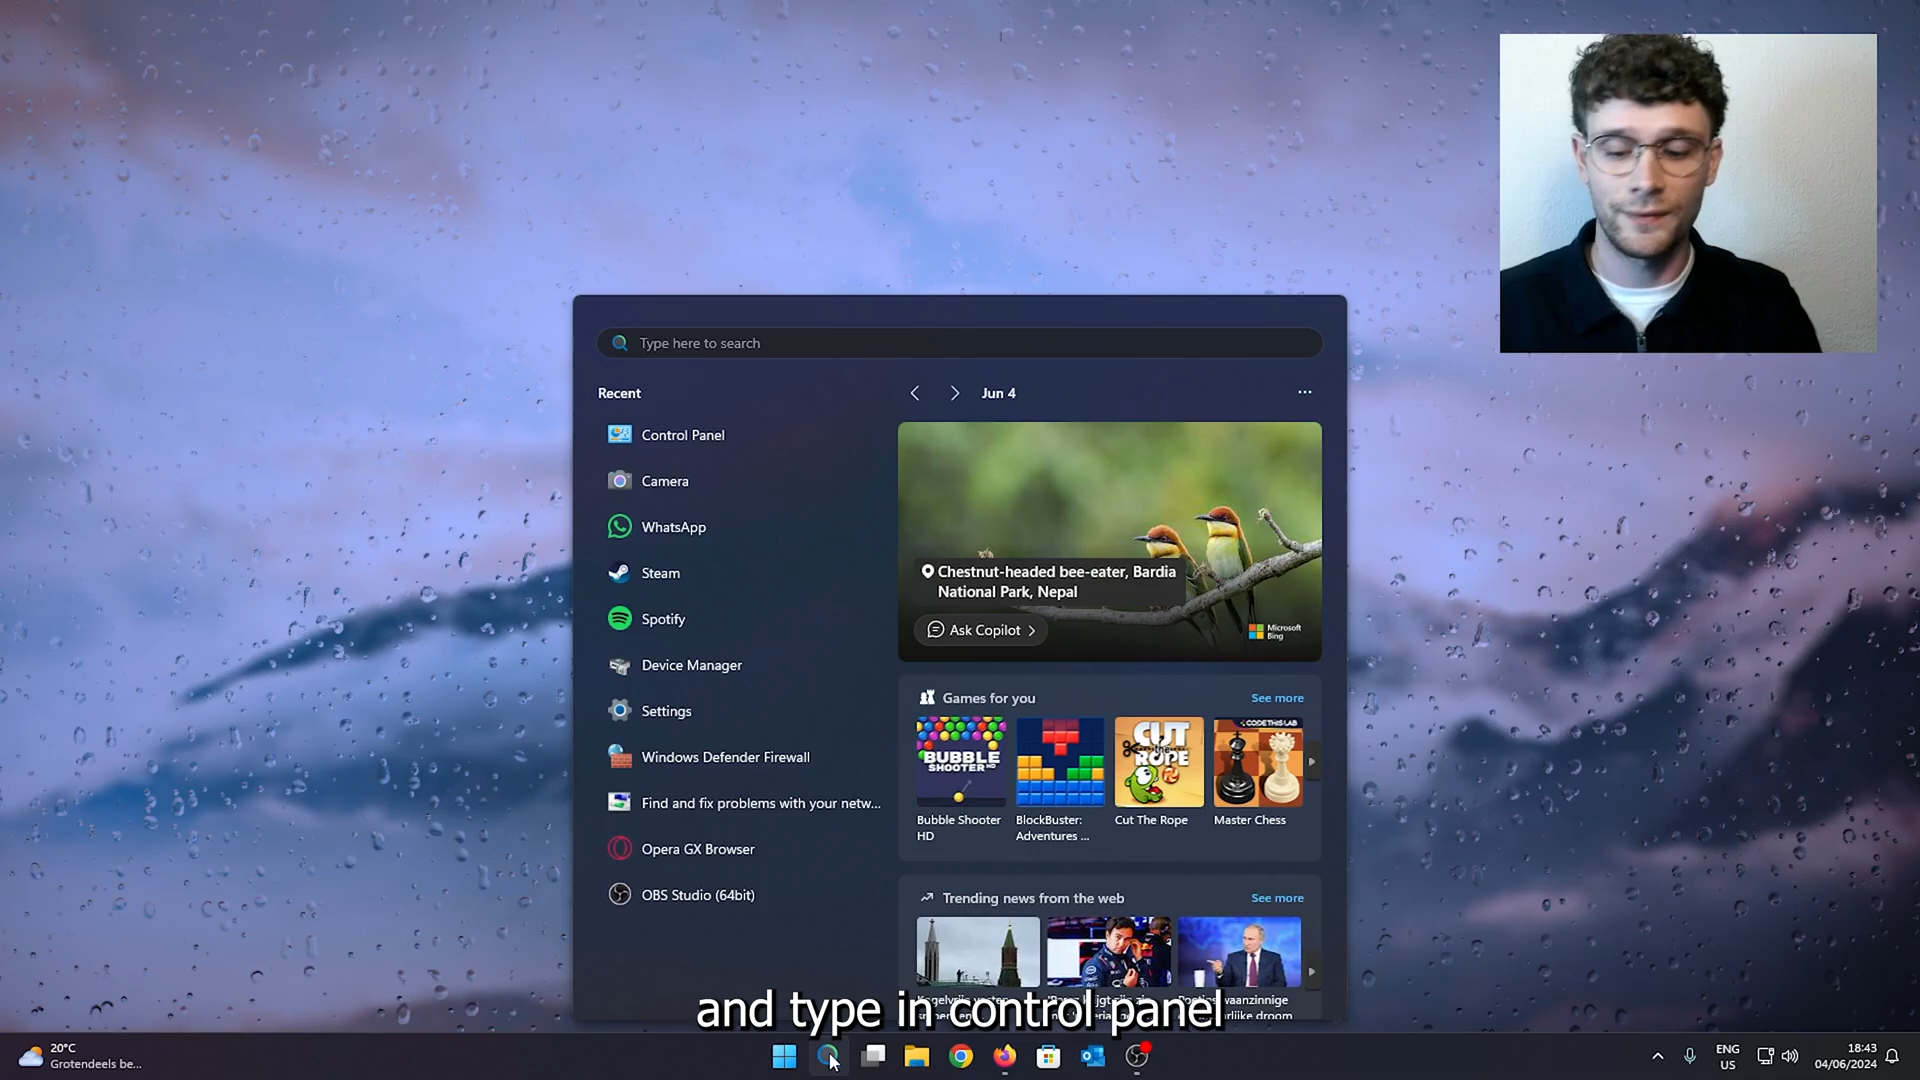 Type here to search
Recent
Jun 4
Control Panel
Camera
WhatsApp
Steam
Spotify
Device Manager
Settings
Windows Defender Firewall
Find and fix problems with your netw...
Opera GX Browser
OBS Studio (64bit)
Chestnut-headed bee-eater, Bardia
National Park, Nepal
Ask Copilot
Microsoft
Bing
Games for you
See more
BUBBLE
SHOOTER HD
CUT
the
ROPE
CODETHISLAB
Bubble Shooter
HD
BlockBuster:
Adventures ...
Cut The Rope
Master Chess
Trending news from the web
See more
waanzinnige
droom
and type in control panel
20°C
Grotendeels be...
ENG
US
18:43
04/06/2024